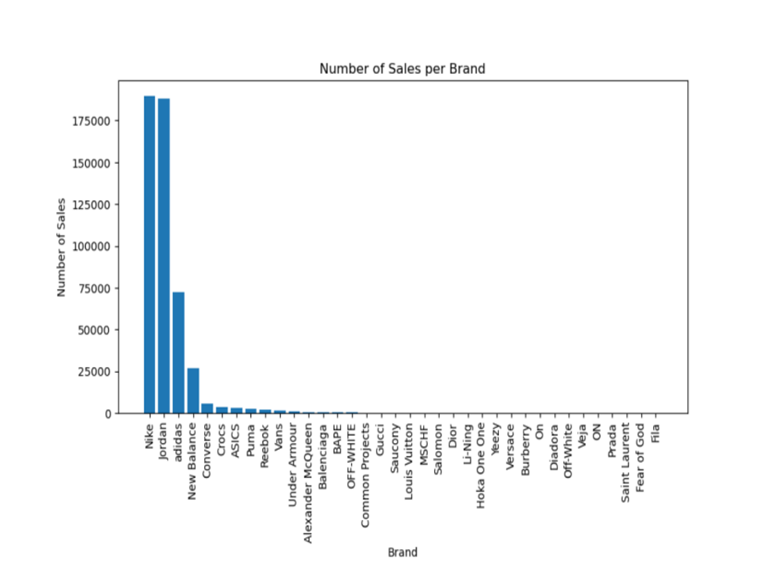 Number of Sales per Brand
Number of Sales
175000
150000
125000
100000
75000
50000
25000
0
Nike
Jordan
adidas
New Balance
Converse
Crocs
ASICS
Puma
Reebok
Vans
Under Armour
Alexander McQueen
Balenciaga
BAPE
OFF-WHITE
Common Projects
Gucci
Saucony
Louis Vuitton
MSCHF
Salomon
Dior
Li-Ning
Hoka One One
Yeezy
Versace
Burberry
On
Diadora
Off-White
Veja
ON
Prada
Saint Laurent
Fear of God
Fila
Brand